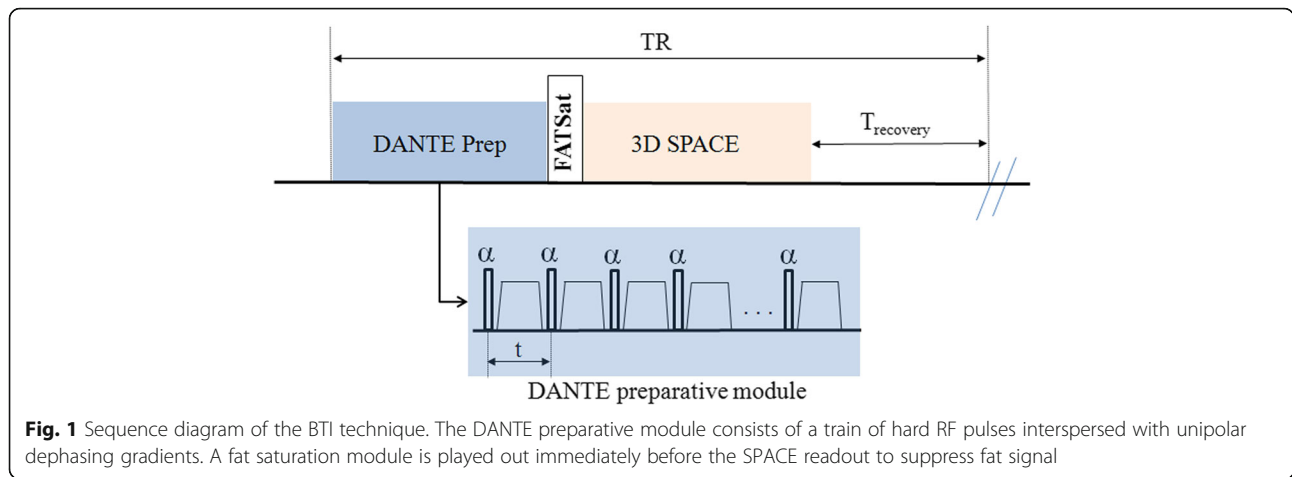 TR
DANTE Prep
FATSat
3D SPACE
T_recovery
α α α α α
. . .
t
DANTE preparative module
Fig. 1 Sequence diagram of the BTI technique. The DANTE preparative module consists of a train of hard RF pulses interspersed with unipolar
dephasing gradients. A fat saturation module is played out immediately before the SPACE readout to suppress fat signal